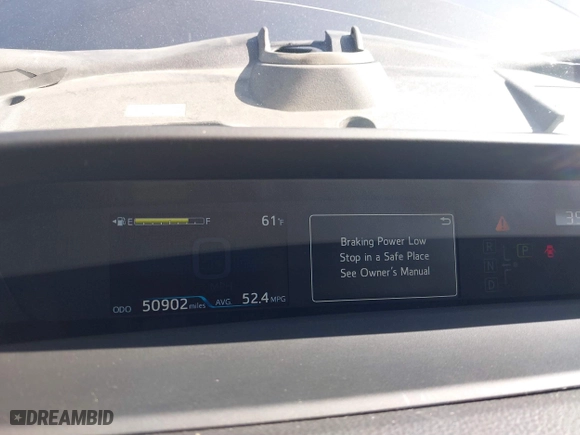 E F 61°F
Braking Power Low
Stop in a Safe Place
See Owner's Manual
ODO 50902 miles AVG 52.4 MPG
R P
N
D
DREAMBID